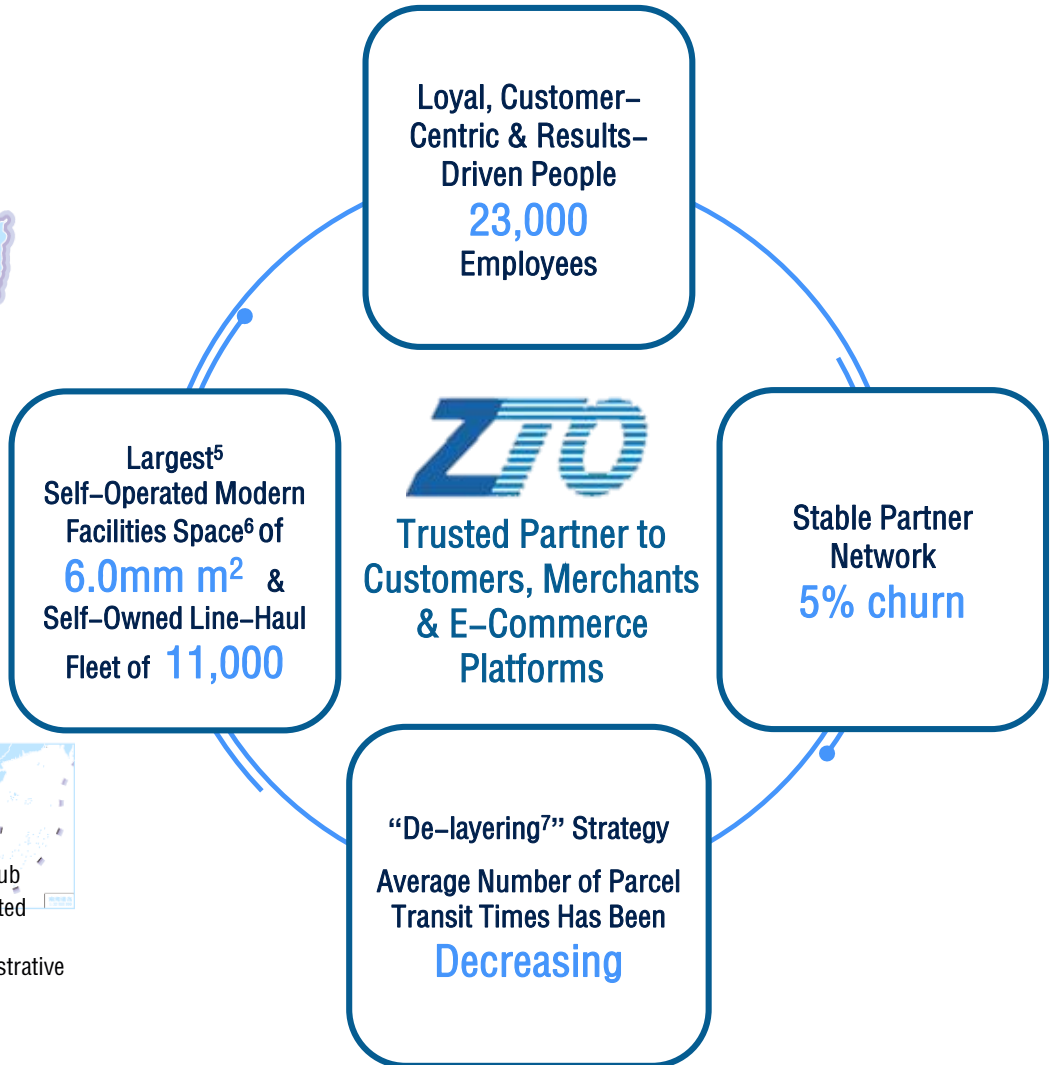 Loyal, Customer–
Centric & Results–
Driven People
23,000
Employees
Largest⁵
Self–Operated Modern
Facilities Space⁶ of
6.0mm m² &
Self–Owned Line–Haul
Fleet of 11,000
ZTO
Trusted Partner to
Customers, Merchants
& E–Commerce
Platforms
Stable Partner
Network
5% churn
“De–layering⁷” Strategy
Average Number of Parcel
Transit Times Has Been
Decreasing
ub
ted
strative